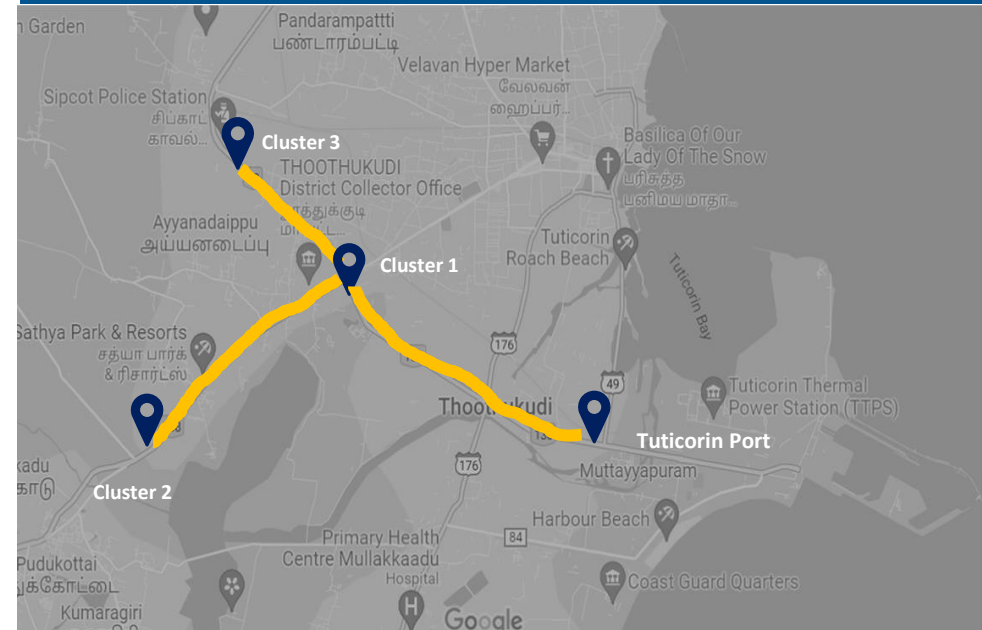 Garden
Pandarampattti
பண்டாரம்பட்டி
Velavan Hyper Market
வேலவன்
ஹைப்பர்...
Sipcot Police Station
சிப்காட்
காவல்...
Cluster 3
Basilica Of Our
Lady Of The Snow
பரிசுத்த
பனிமய மாதா...
THOOTHUKUDI
District Collector Office
Ayyanadaippu
அய்யனடைப்பு
Tuticorin
Roach Beach
Cluster 1
Tuticorin Bay
Sathya Park & Resorts
சத்யா பார்க்
& ரிசார்ட்ஸ்
176
49
Tuticorin Thermal
Power Station (TTPS)
Thoothukudi
Tuticorin Port
Muttayyapuram
176
Cluster 2
Harbour Beach
84
Primary Health
Centre Mullakkaadu
Hospital
Pudukottai
Coast Guard Quarters
Kumaragiri
H
Google